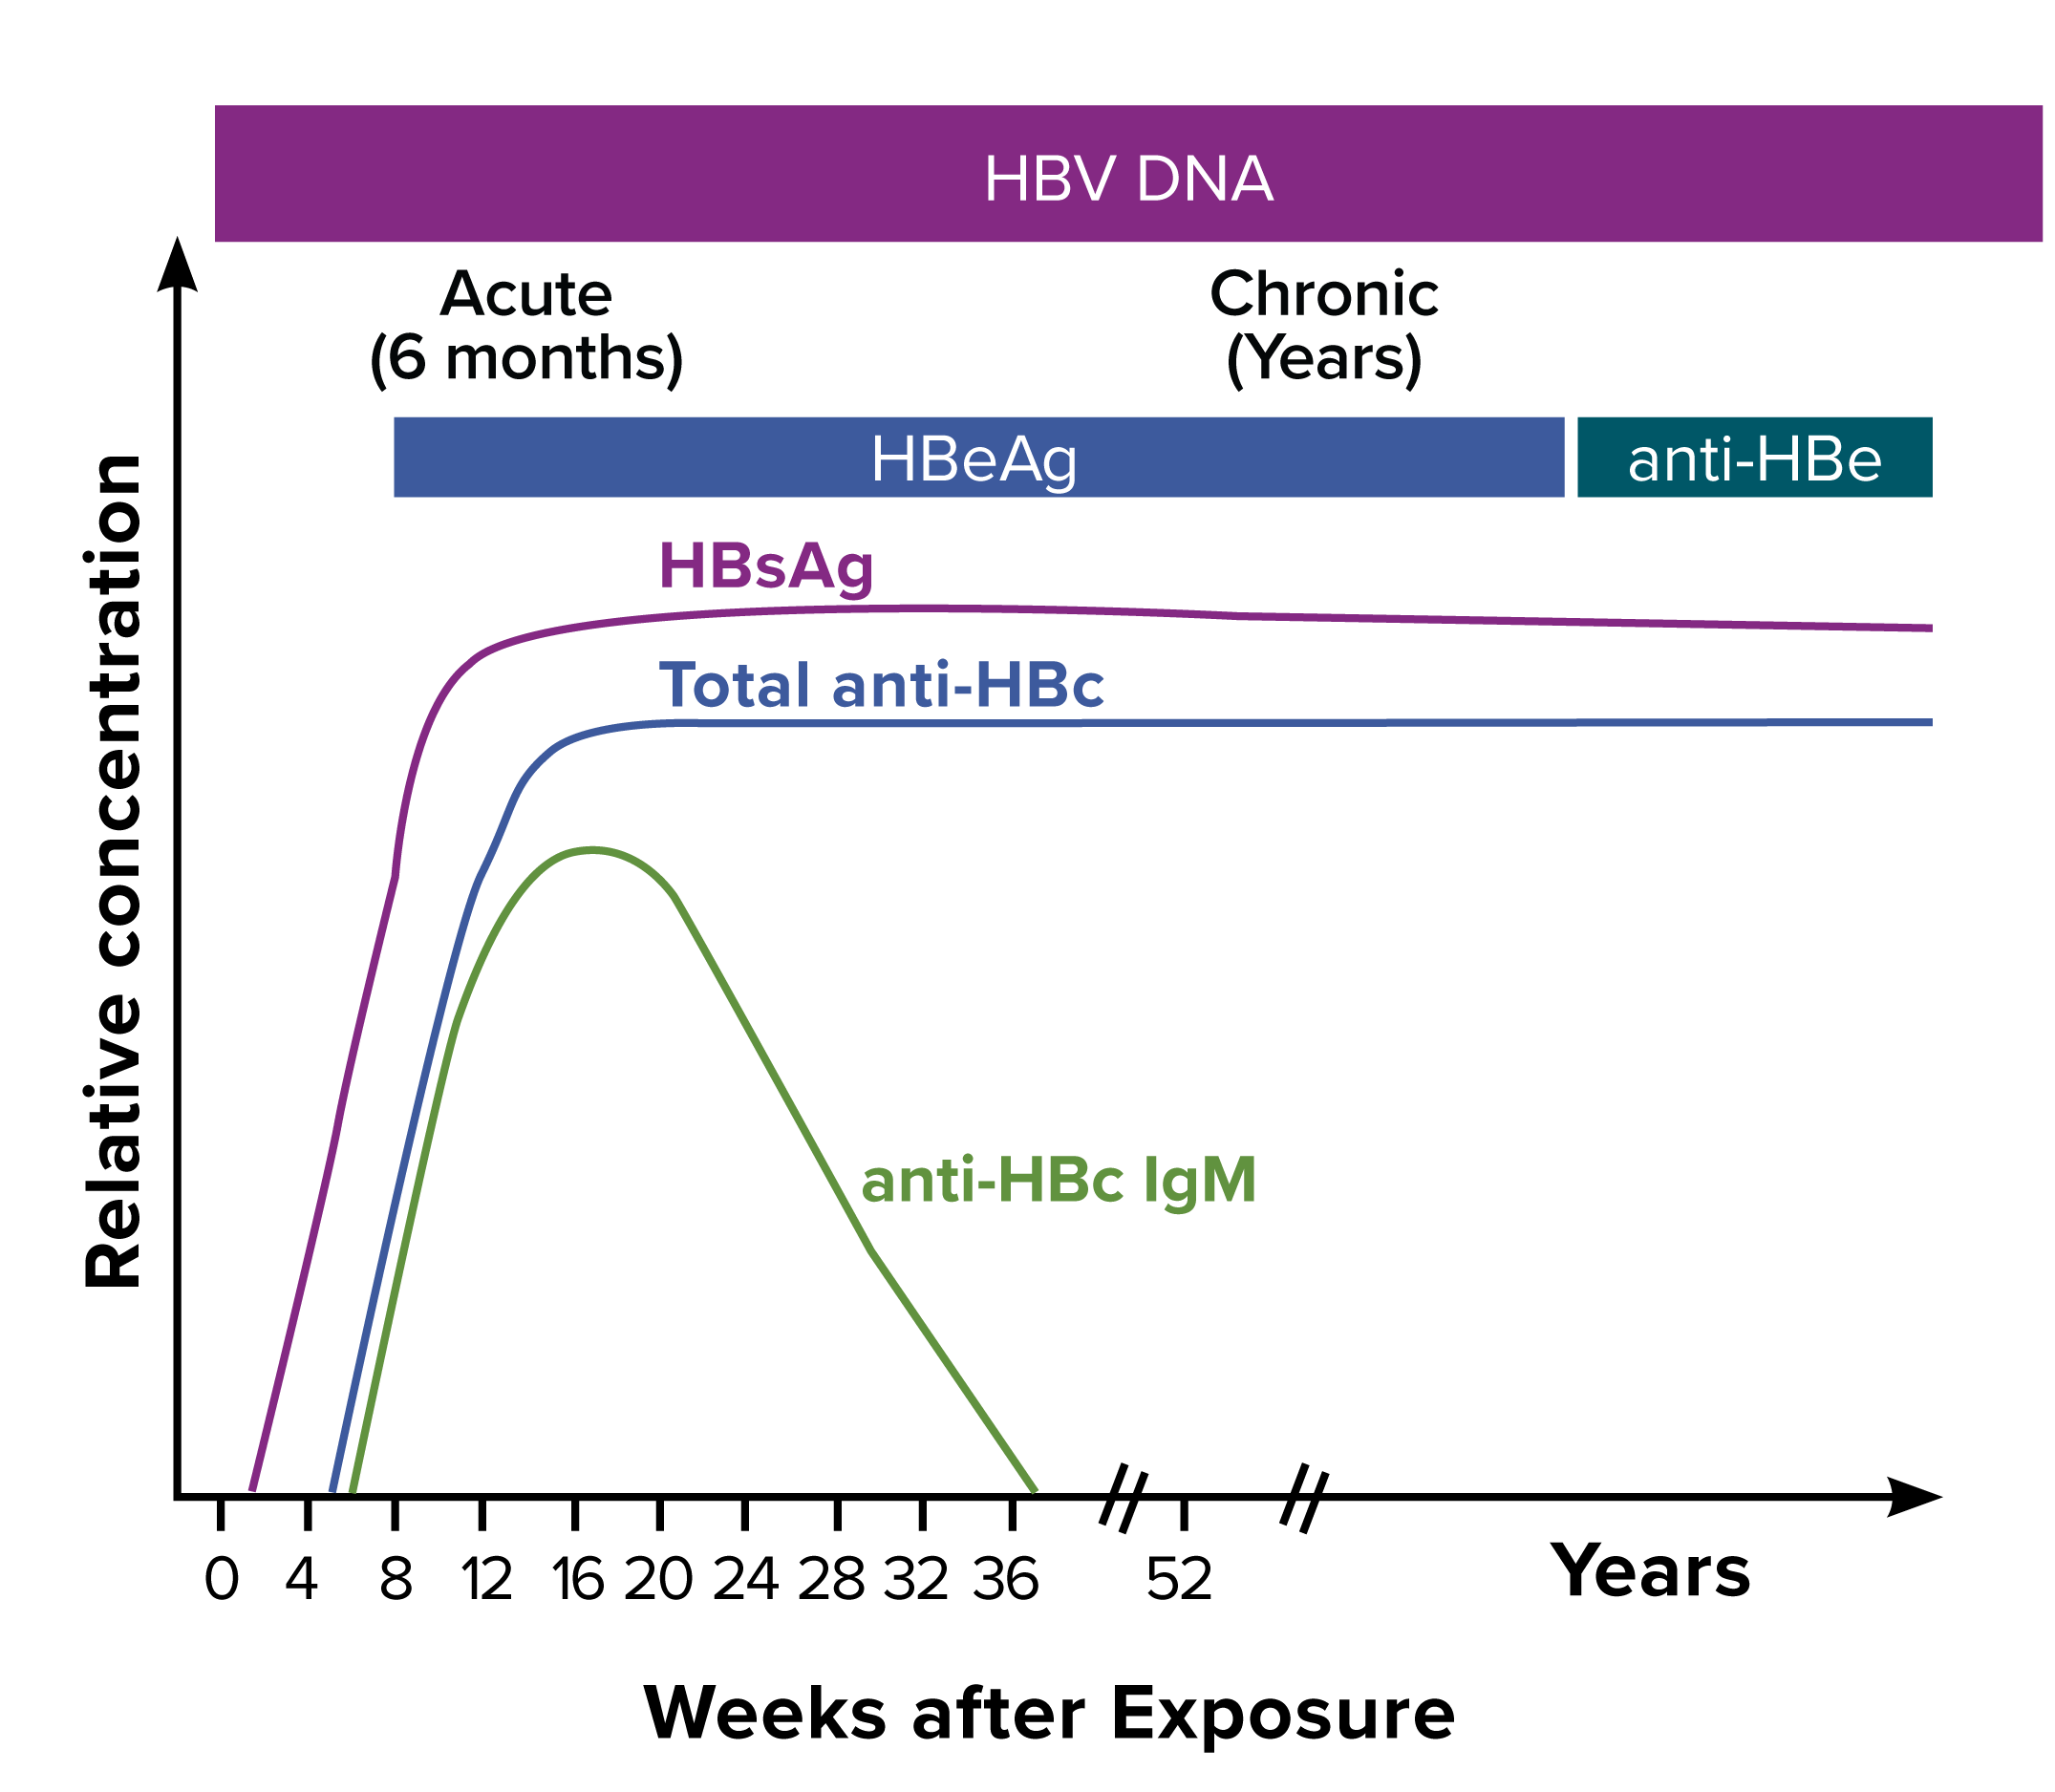 HBV DNA
Acute
(6 months)
Chronic
(Years)
HBeAg
anti-HBe
HBsAg
Total anti-HBc
anti-HBc IgM
Relative concentration
0 4 8 12 16 20 24 28 32 36 52 Years
Weeks after Exposure